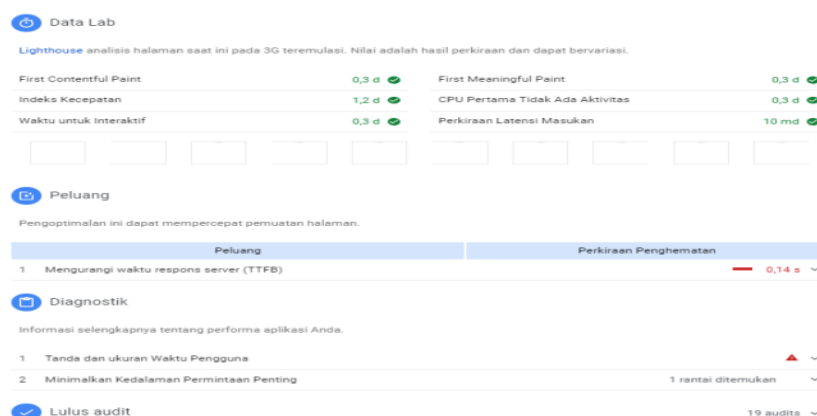 Data Lab
Lighthouse analisis halaman saat ini pada 3G teremulasi. Nilai adalah hasil perkiraan dan dapat bervariasi.
First Contentful Paint 0,3 d First Meaningful Paint 0,3 d
Indeks Kecepatan 1,2 d CPU Pertama Tidak Ada Aktivitas 0,3 d
Waktu untuk Interaktif 0,3 d Perkiraan Latensi Masukan 10 md
Peluang
Pengoptimalan ini dapat mempercepat pemuatan halaman.
Peluang Perkiraan Penghematan
1 Mengurangi waktu respons server (TTFB) 0,14 s
Diagnostik
Informasi selengkapnya tentang performa aplikasi Anda.
1 Tanda dan ukuran Waktu Pengguna
2 Minimalkan Kedalaman Permintaan Penting 1 rantai ditemukan
Lulus audit 19 audits